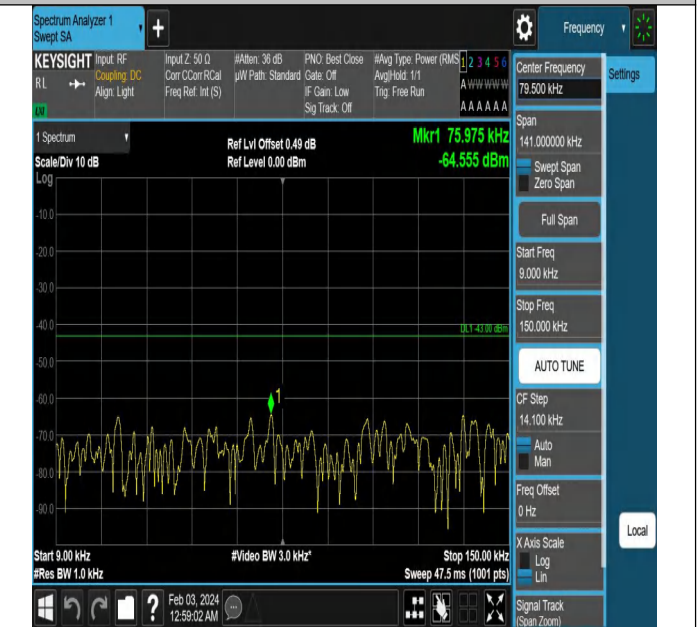 Spectrum Analyzer 1
Swept SA
+
Frequency
KEYSIGHT
RL
Input: RF
Coupling: DC
Align: Light
Input Z: 50 Ω
Corr CCorr RCal
Freq Ref: Int (S)
#Atten: 36 dB
µW Path: Standard
PNO: Best Close
Gate: Off
IF Gain: Low
Sig Track: Off
#Avg Type: Power (RMS
Avg|Hold: 1/1
Trig: Free Run
1 2 3 4 5 6
A W W W W W
A A A A A A
1 Spectrum
Scale/Div 10 dB
Ref Lvl Offset 0.49 dB
Ref Level 0.00 dBm
Mkr1 75.975 kHz
-64.555 dBm
Log
-10.0
-20.0
-30.0
-40.0
DL1 -43.00 dBm
-50.0
-60.0
1
-70.0
-80.0
-90.0
Start 9.00 kHz
#Video BW 3.0 kHz*
Stop 150.00 kHz
#Res BW 1.0 kHz
Sweep 47.5 ms (1001 pts)
?
Feb 03, 2024
12:59:02 AM
Center Frequency
79.500 kHz
Settings
Span
141.000000 kHz
Swept Span
Zero Span
Full Span
Start Freq
9.000 kHz
Stop Freq
150.000 kHz
AUTO TUNE
CF Step
14.100 kHz
Auto
Man
Freq Offset
0 Hz
Local
X Axis Scale
Log
Lin
Signal Track
(Span Zoom)